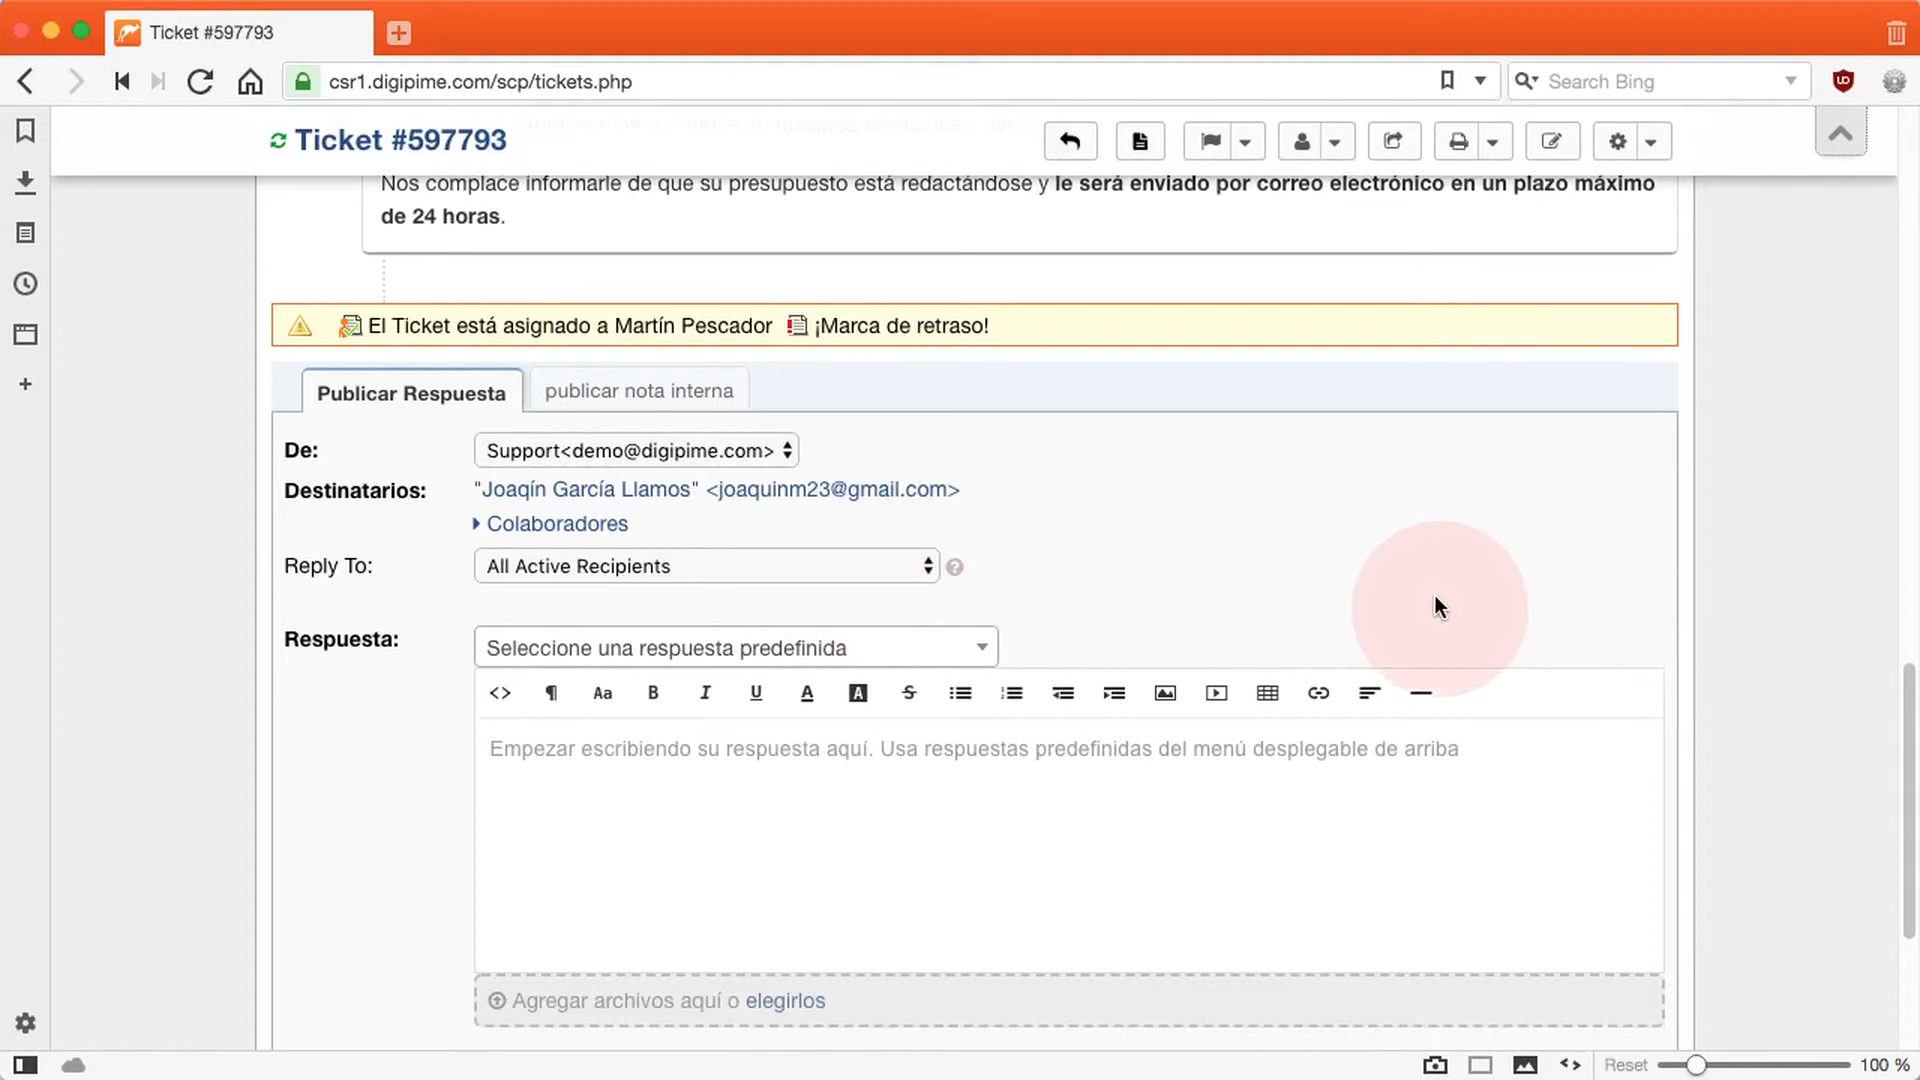 Ticket #597793
csr1.digipime.com/scp/tickets.php
Search Bing
Ticket #597793
Nos complace informarle de que su presupuesto está redactándose y le será enviado por correo electrónico en un plazo máximo
de 24 horas.
El Ticket está asignado a Martín Pescador ¡Marca de retraso!
Publicar Respuesta publicar nota interna
De: Support<demo@digipime.com>
Destinatarios: "Joaqín García Llamos" <joaquinm23@gmail.com>
Colaboradores
Reply To: All Active Recipients
Respuesta: Seleccione una respuesta predefinida
Aa B I U A A S
Empezar escribiendo su respuesta aquí. Usa respuestas predefinidas del menú desplegable de arriba
Agregar archivos aquí o elegirlos
Reset 100 %